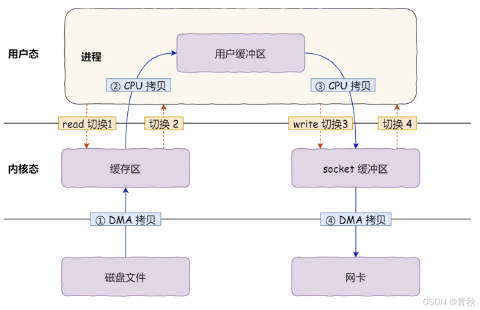 用户态
进程
用户缓冲区
② CPU 拷贝
③ CPU 拷贝
read 切换1
切换 2
write 切换3
切换 4
内核态
缓存区
socket 缓冲区
① DMA 拷贝
④ DMA 拷贝
磁盘文件
网卡
CSDN @青秋.